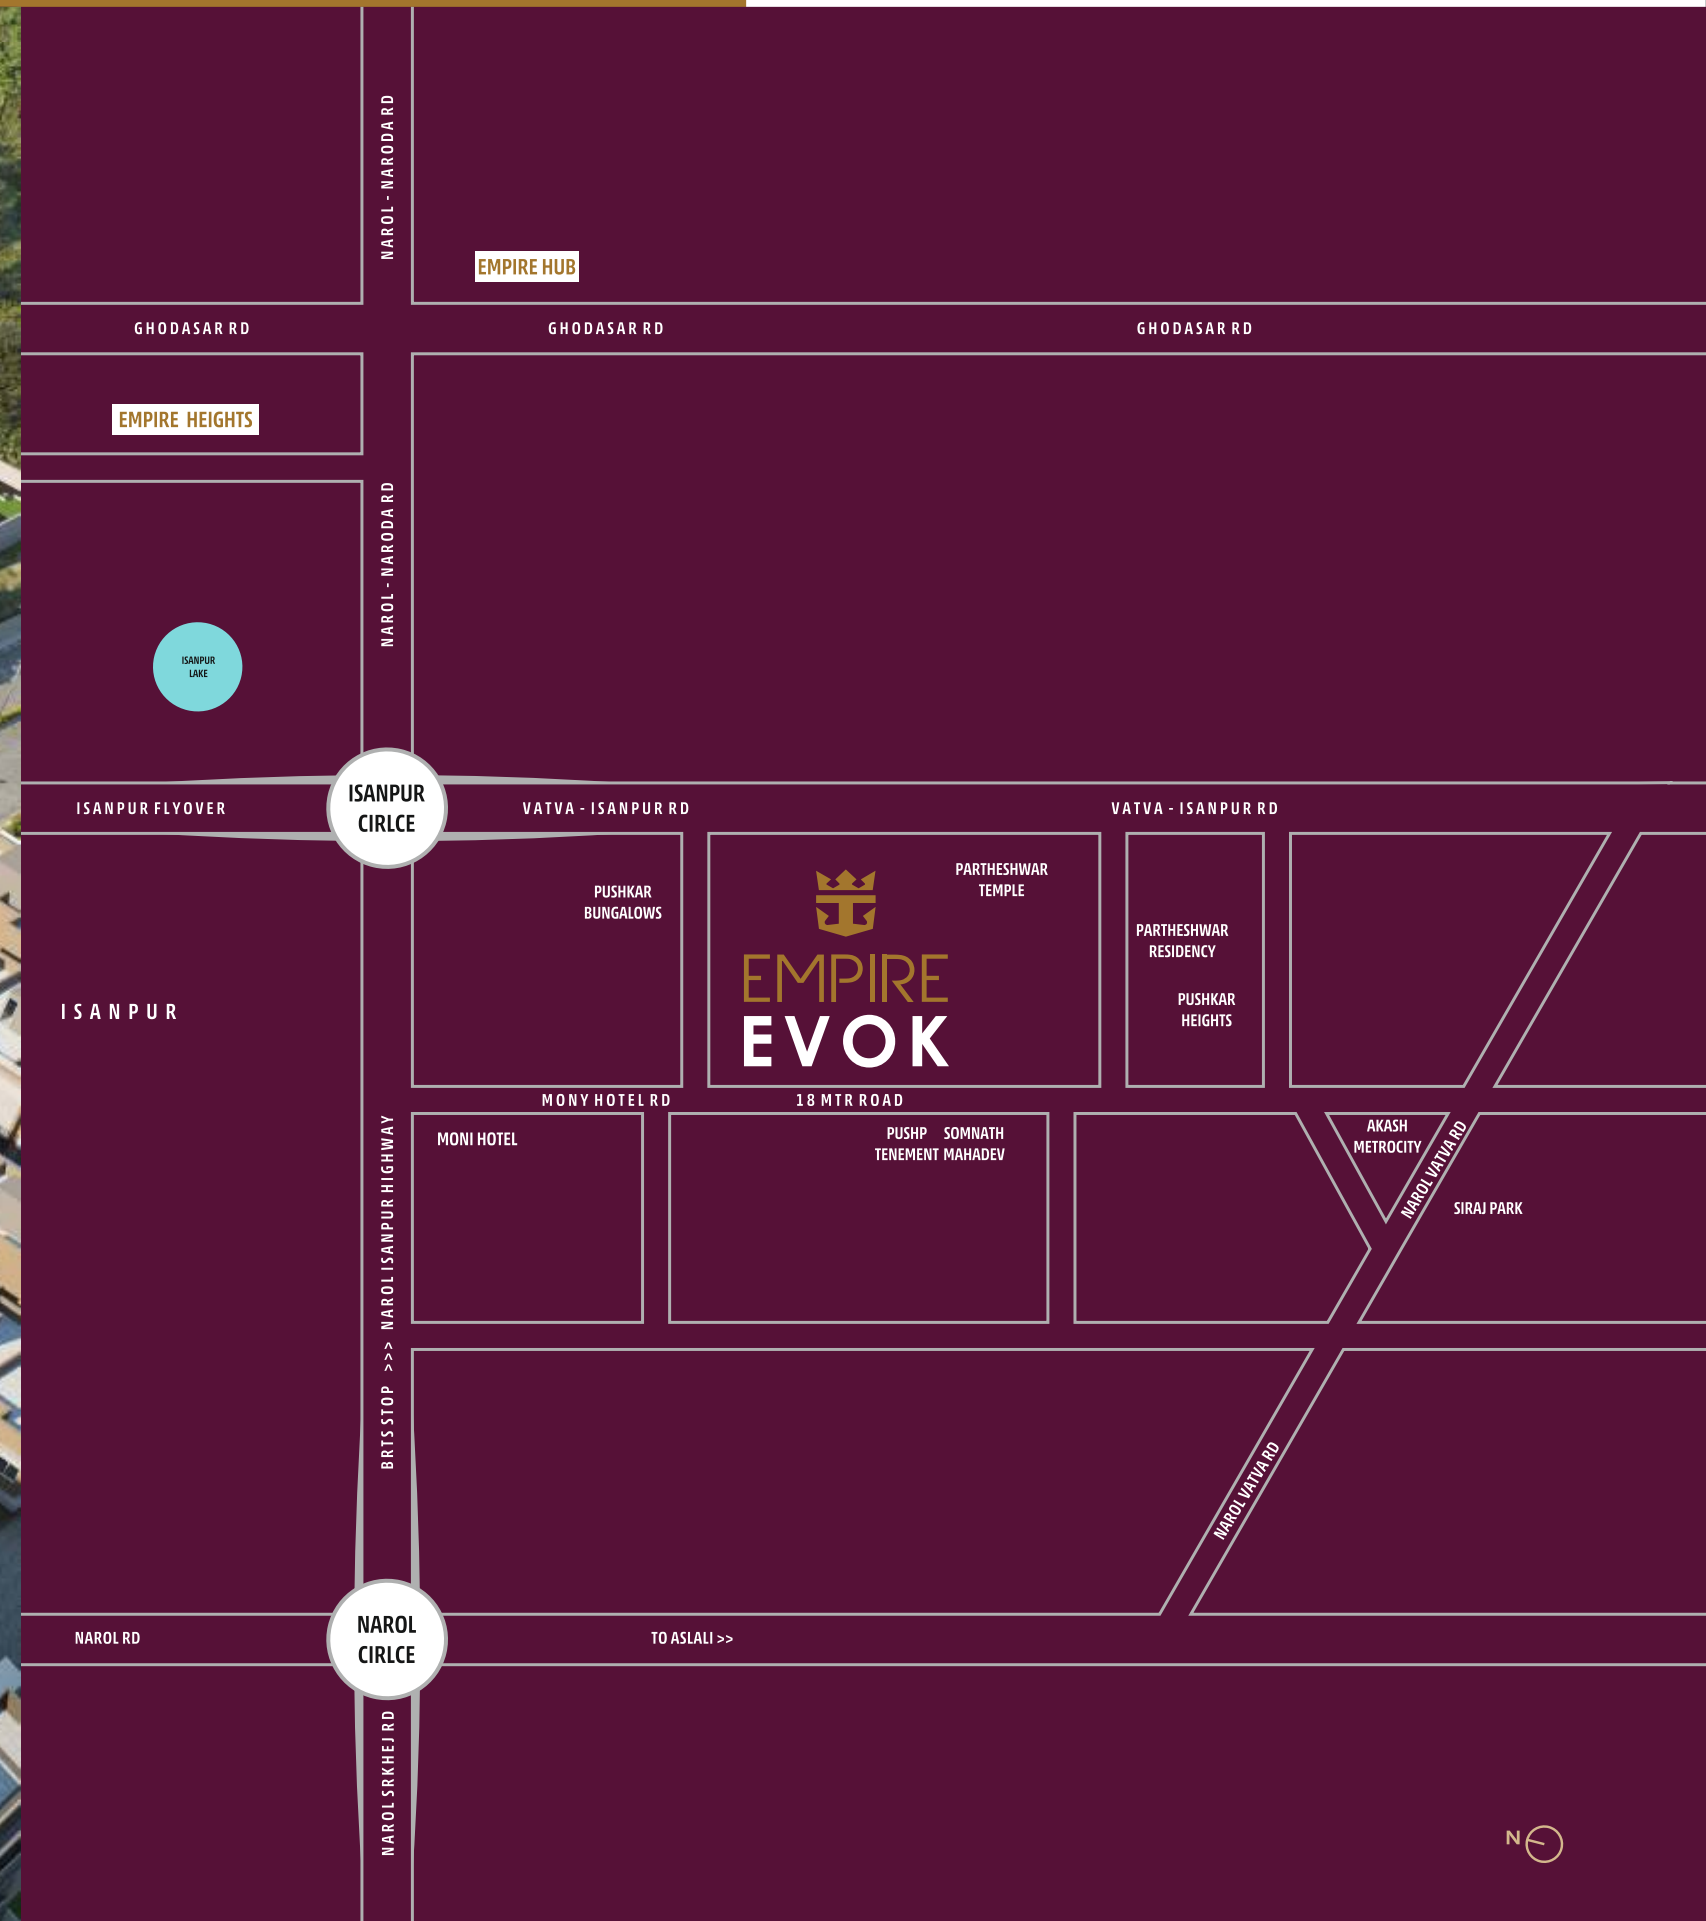 NAROL - NARODA RD
EMPIRE HUB
GHODASAR RD
GHODASAR RD
GHODASAR RD
EMPIRE HEIGHTS
NAROL - NARODA RD
ISANPUR
LAKE
ISANPUR
CIRLCE
ISANPUR FLYOVER
VATVA - ISANPUR RD
VATVA - ISANPUR RD
PUSHKAR
BUNGALOWS
PARTHESHWAR
TEMPLE
EMPIRE
EVOK
PARTHESHWAR
RESIDENCY
PUSHKAR
HEIGHTS
ISANPUR
MONY HOTEL RD
18 MTR ROAD
MONI HOTEL
PUSHP
TENEMENT
SOMNATH
MAHADEV
AKASH
METROCITY
NAROL VATVA RD
SIRAJ PARK
BRTS STOP >>> NAROL ISANPUR HIGHWAY
NAROL VATVA RD
NAROL
CIRLCE
NAROL RD
TO ASLALI >>
NAROL SRKHEJ RD
N